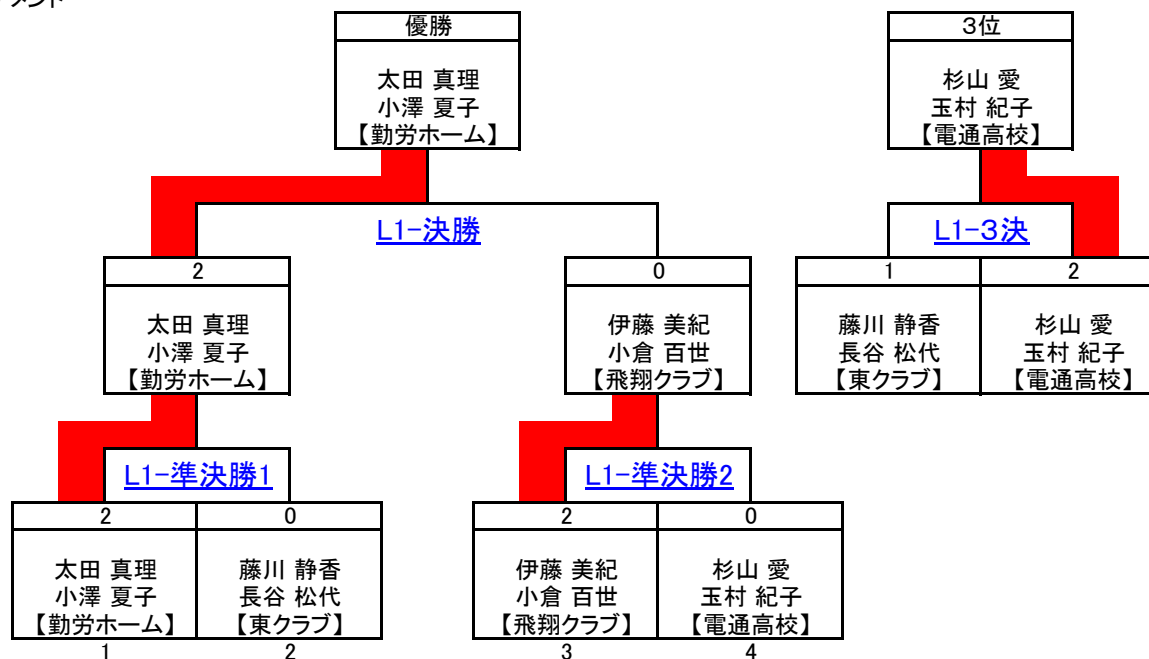 メント
優勝
太田 真理
小澤 夏子
【勤労ホーム】
3位
杉山 愛
玉村 紀子
【電通高校】
L1-決勝
L1-3決
2
太田 真理
小澤 夏子
【勤労ホーム】
0
伊藤 美紀
小倉 百世
【飛翔クラブ】
1
藤川 静香
長谷 松代
【東クラブ】
2
杉山 愛
玉村 紀子
【電通高校】
L1-準決勝1
L1-準決勝2
2
太田 真理
小澤 夏子
【勤労ホーム】
1
0
藤川 静香
長谷 松代
【東クラブ】
2
2
伊藤 美紀
小倉 百世
【飛翔クラブ】
3
0
杉山 愛
玉村 紀子
【電通高校】
4